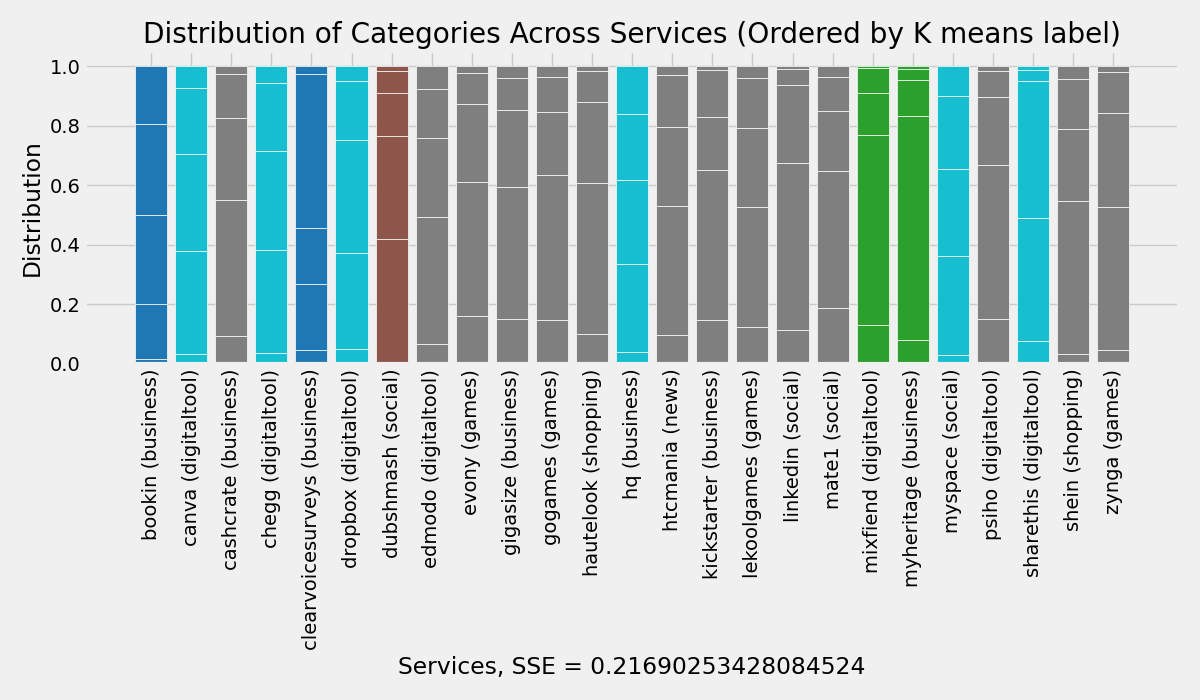 Distribution of Categories Across Services (Ordered by K means label)
Distribution
1.0
0.8
0.6
0.4
0.2
0.0
bookin (business)
canva (digitaltool)
cashcrate (business)
chegg (digitaltool)
clearvoicesurveys (business)
dropbox (digitaltool)
dubshmash (social)
edmodo (digitaltool)
evony (games)
gigasize (business)
gogames (games)
hautelook (shopping)
hq (business)
htcmania (news)
kickstarter (business)
lekoolgames (games)
linkedin (social)
mate1 (social)
mixfiend (digitaltool)
myheritage (business)
myspace (social)
psiho (digitaltool)
sharethis (digitaltool)
shein (shopping)
zynga (games)
Services, SSE = 0.21690253428084524